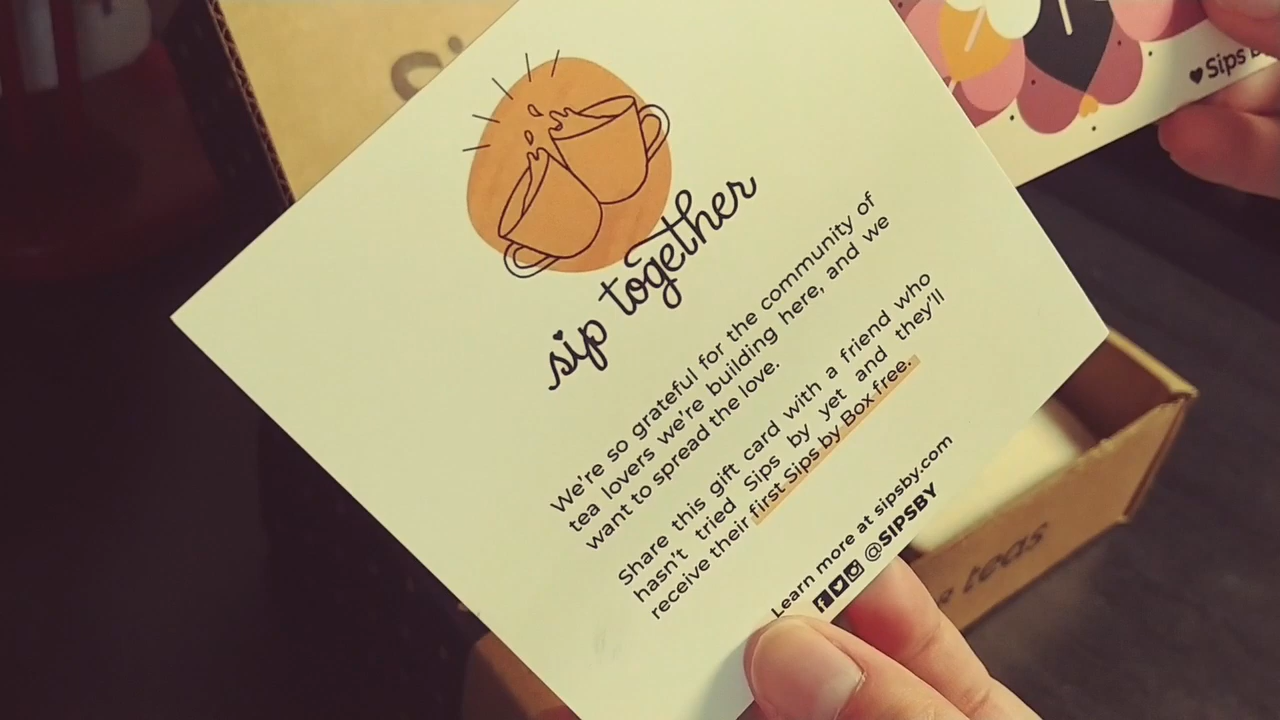 sip together
We're so grateful for the community of
tea lovers we're building here, and we
want to spread the love.
Share this gift card with a friend who
hasn't tried Sips by yet and they'll
receive their first Sips by Box free.
Learn more at sipsby.com
@SIPSBY
Sips
teas